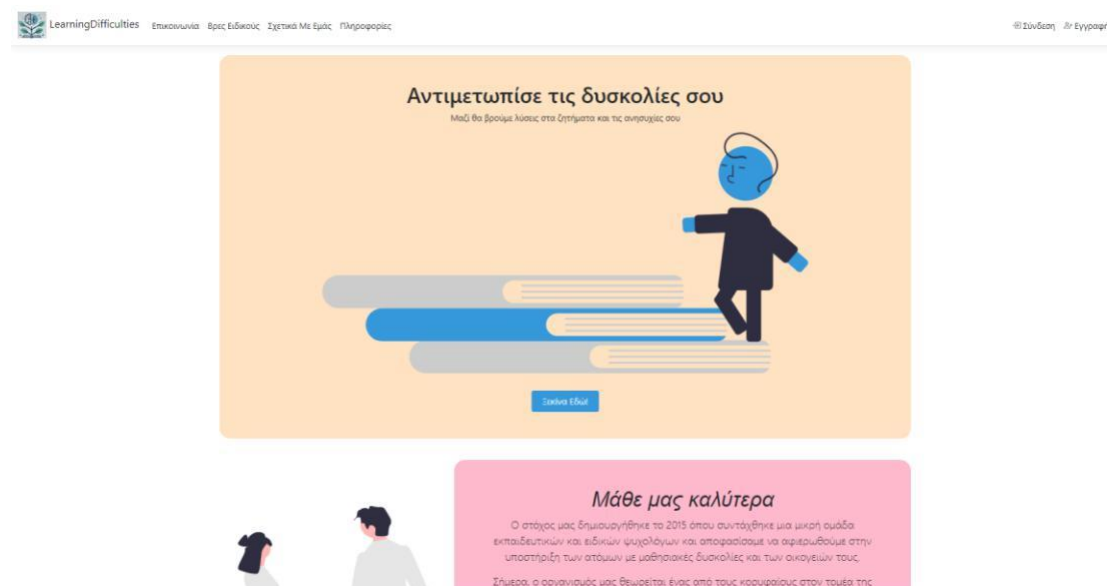 LearningDifficulties Επικοινωνία Βρες Ειδικούς Σχετικά Με Εμάς Πληροφορίες
Σύνδεση Εγγραφή
Αντιμετωπίσε τις δυσκολίες σου
Μαζί θα βρούμε λύσεις στα ζητήματα και τις ανησυχίες σου
Ξεκίνα Εδώ!
Μάθε μας καλύτερα
Ο στόχος μας δημιουργήθηκε το 2015 όπου συντάχθηκε μια μικρή ομάδα
εκπαιδευτικών και ειδικών ψυχολόγων και αποφασίσαμε να αφιερωθούμε στην
υποστήριξη των ατόμων με μαθησιακές δυσκολίες και των οικογειών τους.
Σήμερα, ο οργανισμός μας θεωρείται ένας από τους κορυφαίους στον τομέα της